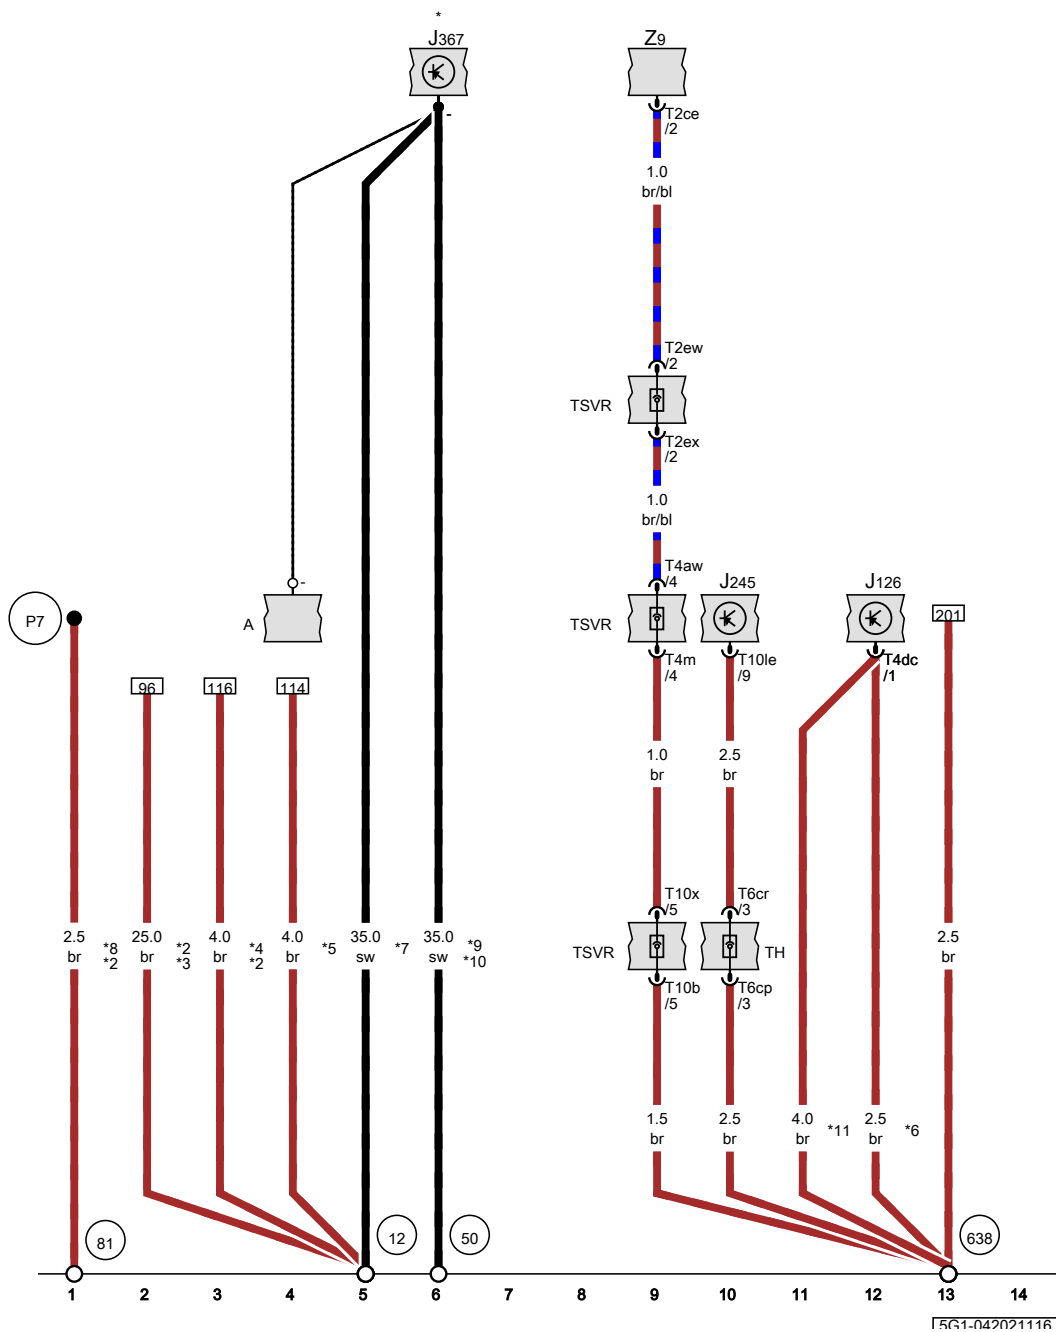 *
J367
Z9
-
T2ce
/2
1.0
br/bl
T2ew
/2
TSVR
T2ex
/2
1.0
br/bl
T4aw
/4
J245
J126
-
A
TSVR
P7
201
T4m
/4
T10le
/9
T4dc
/1
96
116
114
1.0
br
2.5
br
T10x
/5
T6cr
/3
2.5
br
*8
*2
25.0
br
*2
*3
4.0
br
*4
*2
4.0
br
*5
35.0
sw
*7
35.0
sw
*9
*10
TSVR
TH
2.5
br
T10b
/5
T6cp
/3
1.5
br
2.5
br
4.0
br
*11
2.5
br
*6
81
12
50
638
1 2 3 4 5 6 7 8 9 10 11 12 13 14
5G1-042021116